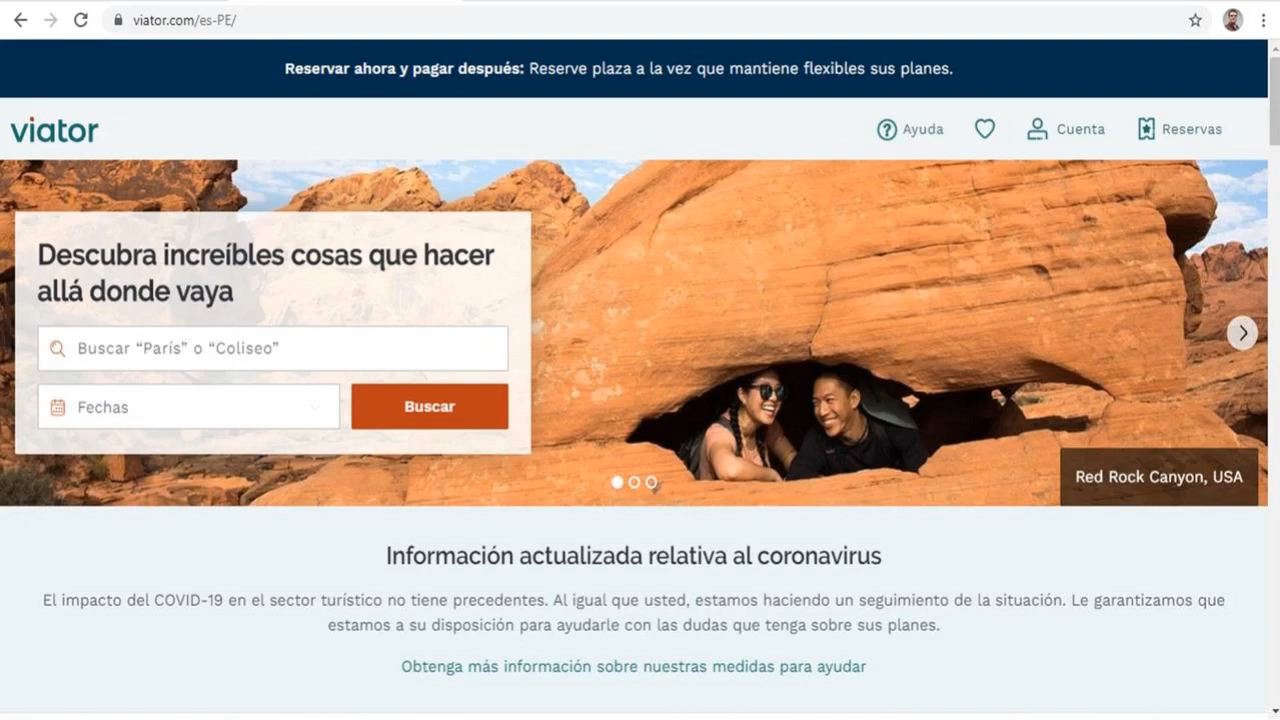 viator.com/es-PE/
Reservar ahora y pagar después: Reserve plaza a la vez que mantiene flexibles sus planes.
viator
Ayuda
Cuenta
Reservas
Descubra increíbles cosas que hacer
allá donde vaya
Buscar “París” o “Coliseo”
Fechas
Buscar
Red Rock Canyon, USA
Información actualizada relativa al coronavirus
El impacto del COVID-19 en el sector turístico no tiene precedentes. Al igual que usted, estamos haciendo un seguimiento de la situación. Le garantizamos que
estamos a su disposición para ayudarle con las dudas que tenga sobre sus planes.
Obtenga más información sobre nuestras medidas para ayudar